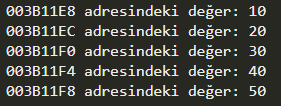 003B11E8 adresindeki değer: 10
003B11EC adresindeki değer: 20
003B11F0 adresindeki değer: 30
003B11F4 adresindeki değer: 40
003B11F8 adresindeki değer: 50